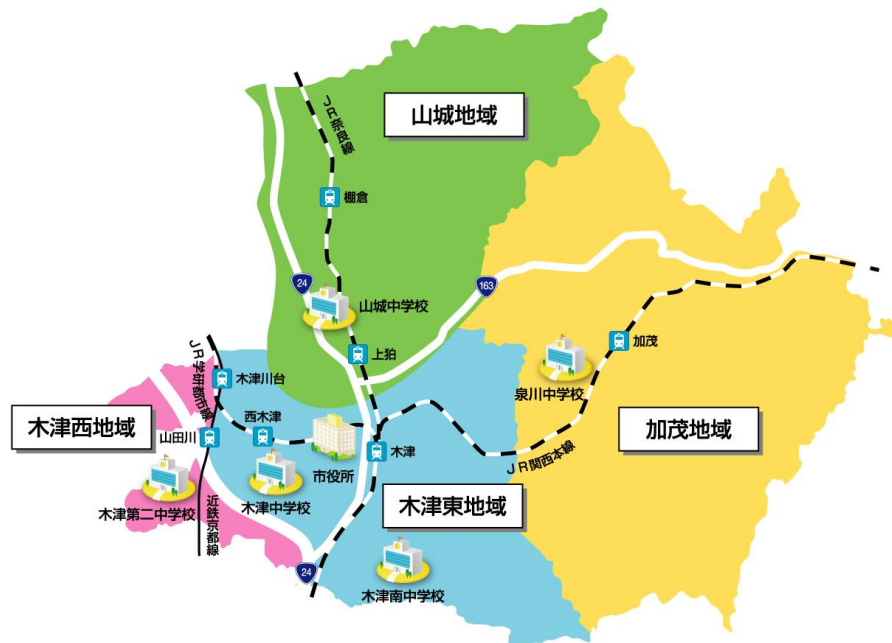 山城地域
JR奈良線
棚倉
24
163
山城中学校
上狛
加茂
泉川中学校
JR学研都市線
木津川台
木津西地域
西木津
山田川
市役所
木津
加茂地域
JR関西本線
木津中学校
木津第二中学校
木津東地域
近鉄京都線
24
木津南中学校